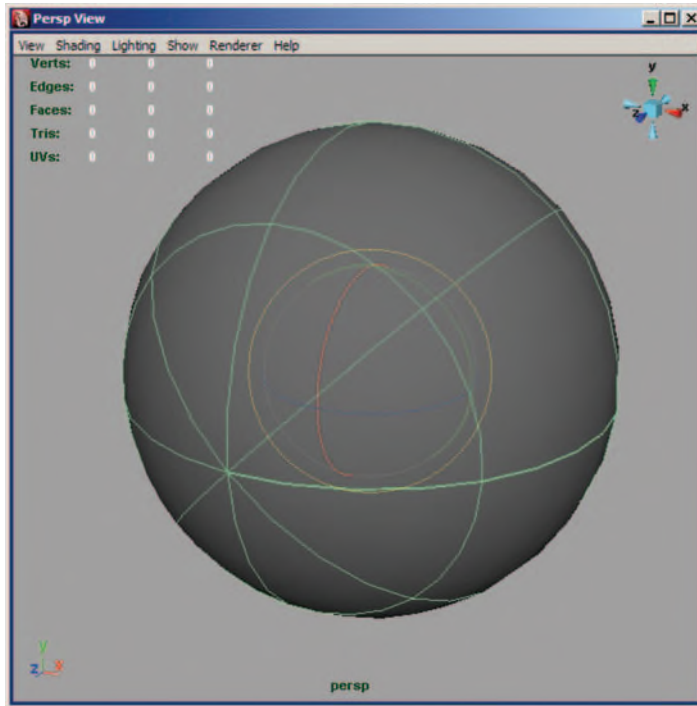 Persp View
View Shading Lighting Show Renderer Help
Verts: 0 0 0
Edges: 0 0 0
Faces: 0 0 0
Tris: 0 0 0
UVs: 0 0 0
y
z x
y
z x
persp